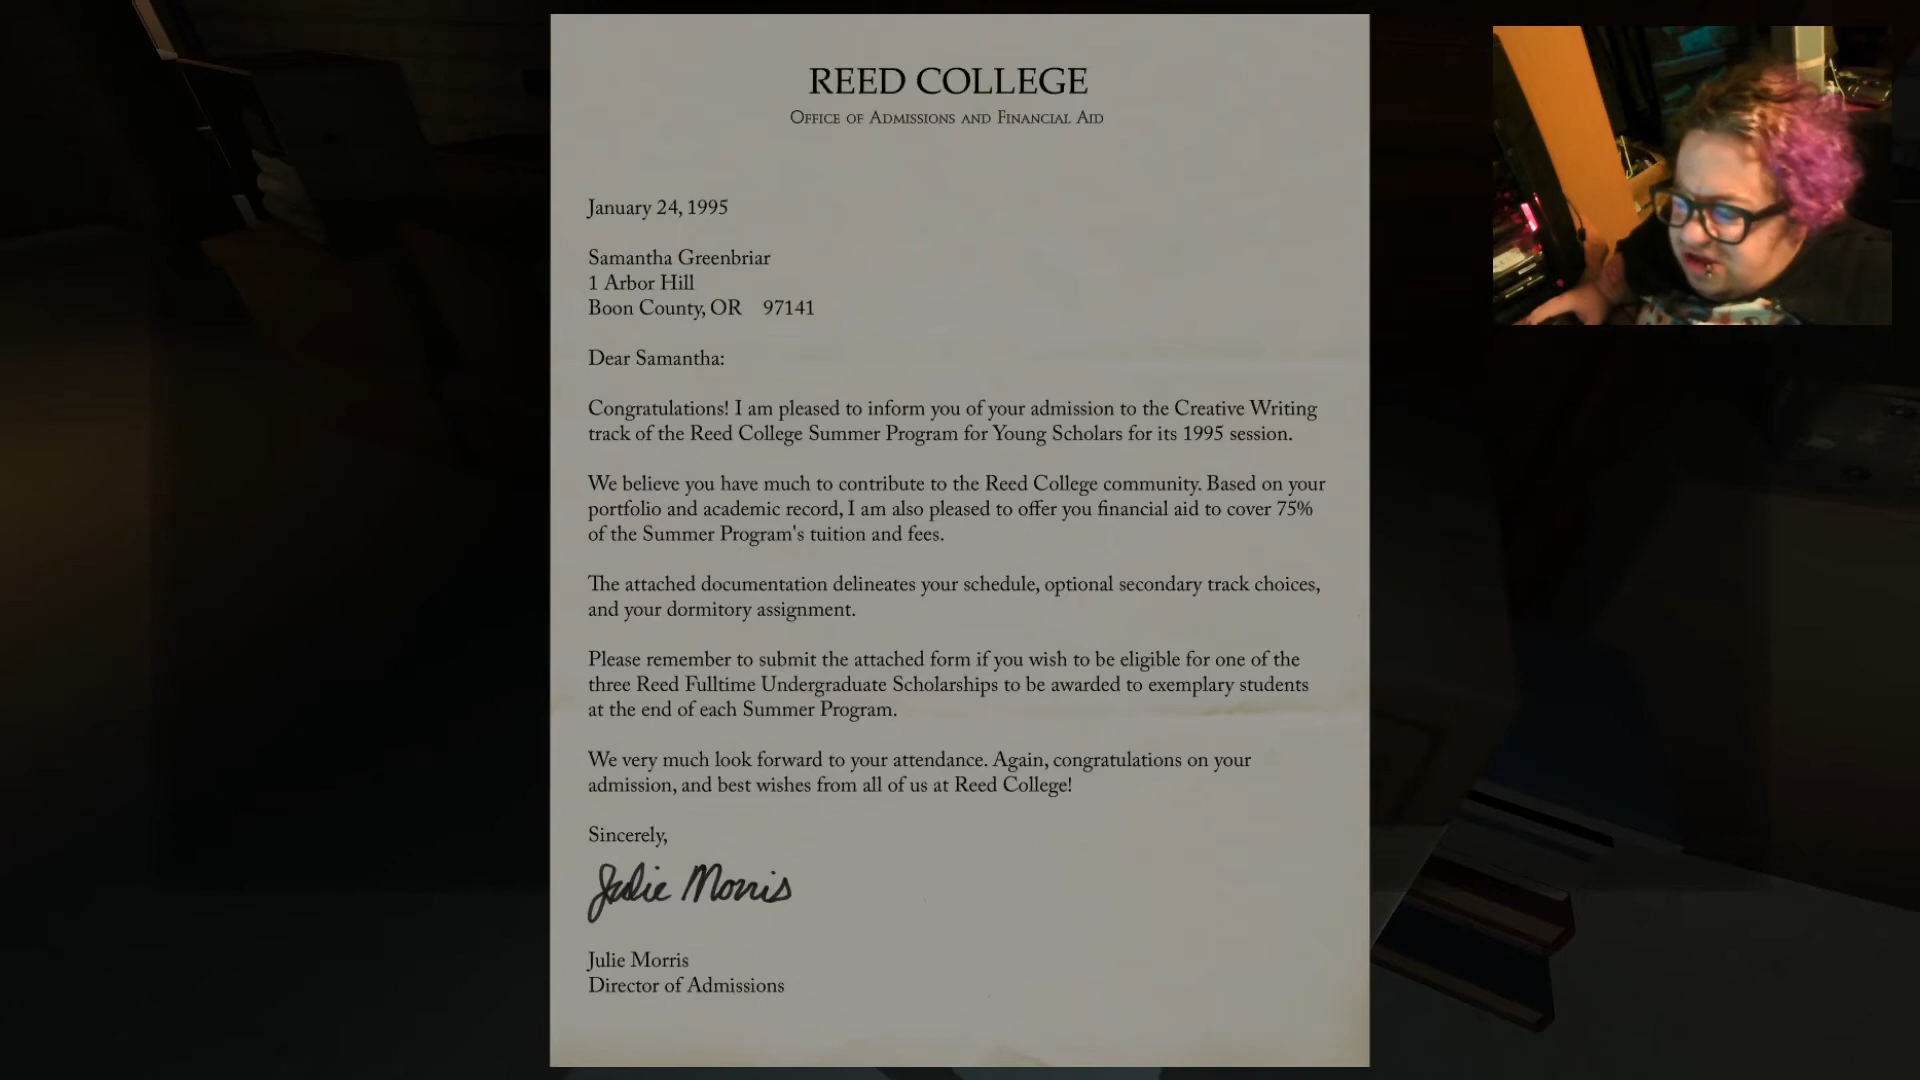 REED COLLEGE
Office of Admissions and Financial Aid
January 24, 1995
Samantha Greenbriar
1 Arbor Hill
Boon County, OR 97141
Dear Samantha:
Congratulations! I am pleased to inform you of your admission to the Creative Writing
track of the Reed College Summer Program for Young Scholars for its 1995 session.
We believe you have much to contribute to the Reed College community. Based on your
portfolio and academic record, I am also pleased to offer you financial aid to cover 75%
of the Summer Program's tuition and fees.
The attached documentation delineates your schedule, optional secondary track choices,
and your dormitory assignment.
Please remember to submit the attached form if you wish to be eligible for one of the
three Reed Fulltime Undergraduate Scholarships to be awarded to exemplary students
at the end of each Summer Program.
We very much look forward to your attendance. Again, congratulations on your
admission, and best wishes from all of us at Reed College!
Sincerely,
Julie Morris
Julie Morris
Director of Admissions